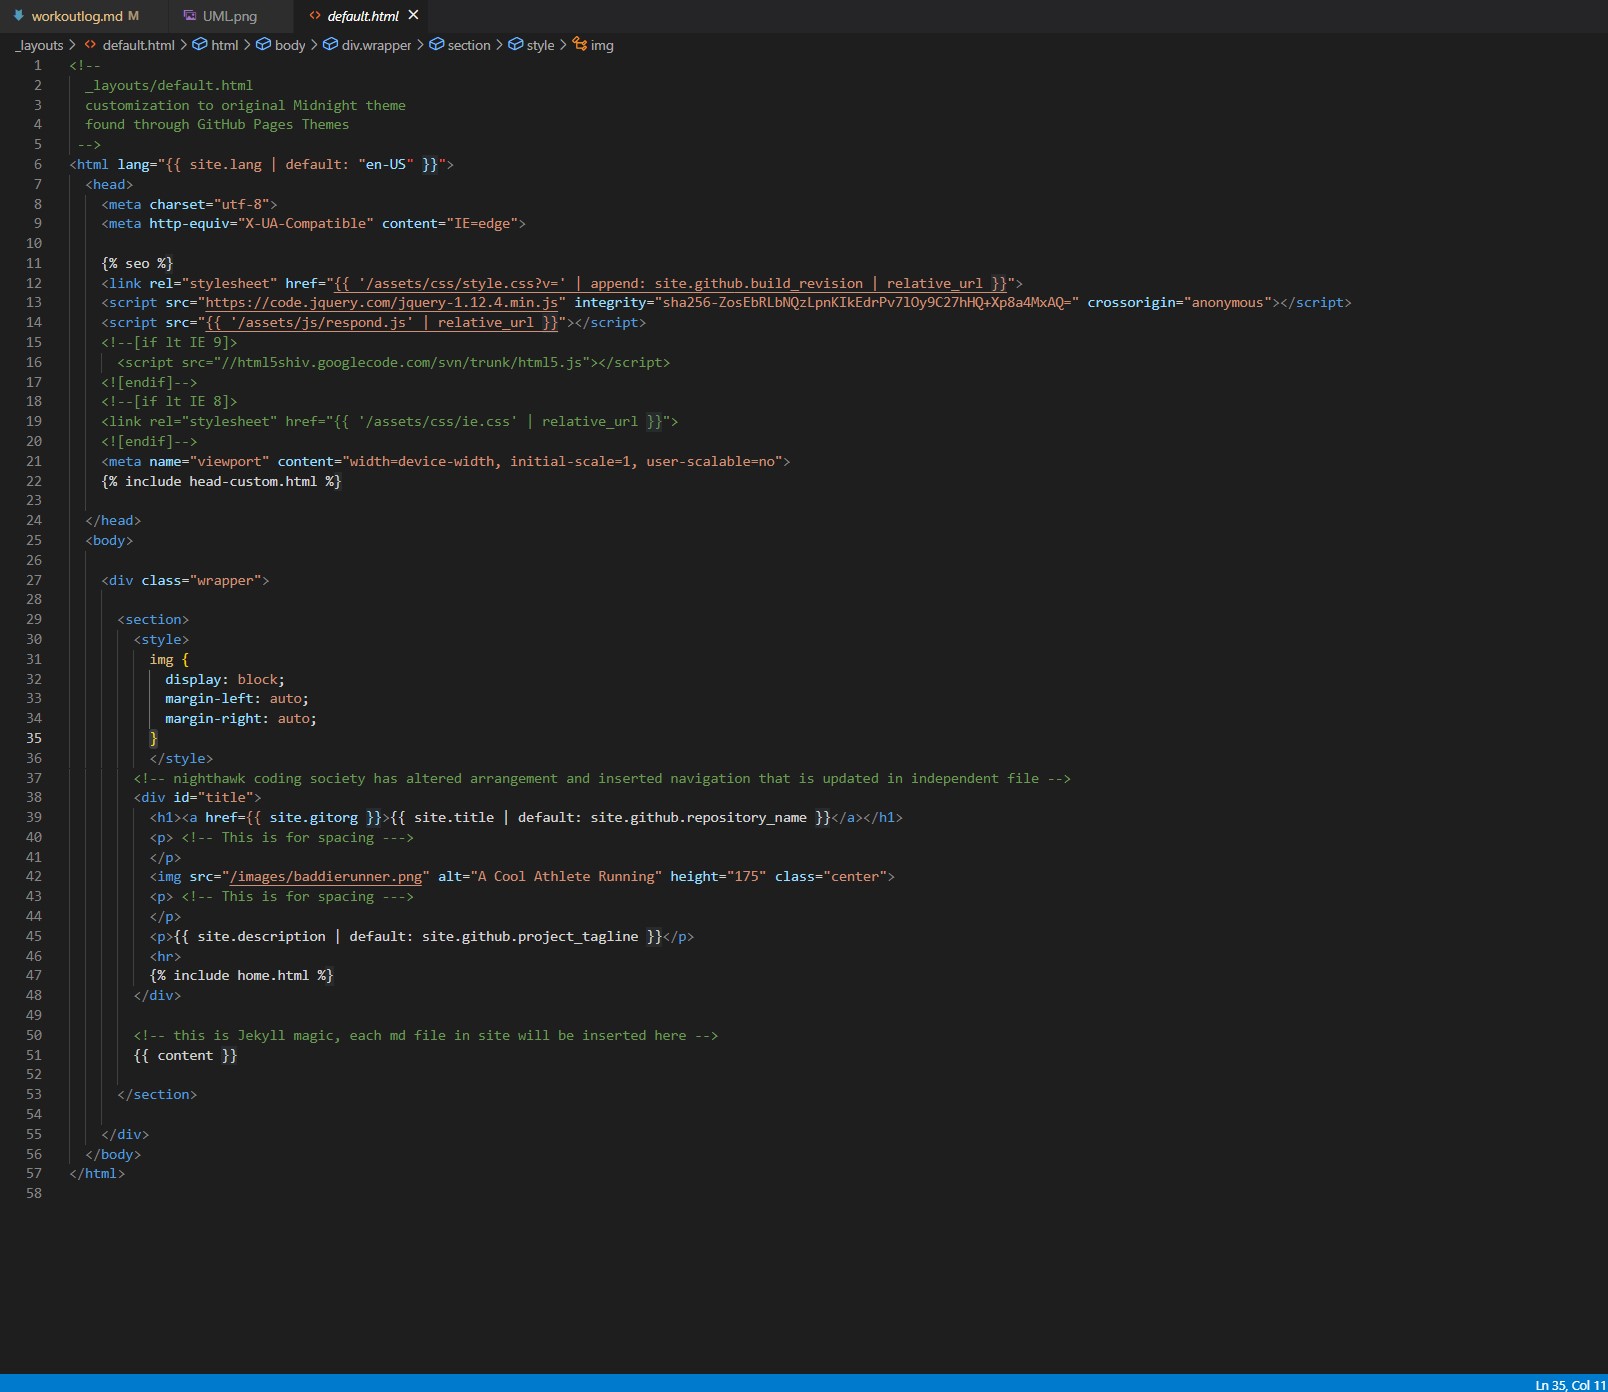 workoutlog.md M
UML.png
default.html
_layouts > default.html > html > body > div.wrapper > section > style > img
1 <!--
2 _layouts/default.html
3 customization to original Midnight theme
4 found through GitHub Pages Themes
5 -->
6 <html lang="{{ site.lang | default: "en-US" }}">
7 <head>
8 <meta charset="utf-8">
9 <meta http-equiv="X-UA-Compatible" content="IE=edge">
10
11 {% seo %}
12 <link rel="stylesheet" href="{{ '/assets/css/style.css?v=' | append: site.github.build_revision | relative_url }}">
13 <script src="https://code.jquery.com/jquery-1.12.4.min.js" integrity="sha256-ZosEbRLbNQzLpnKIkEdrPv7lOy9C27hHQ+Xp8a4MxAQ=" crossorigin="anonymous"></script>
14 <script src="{{ '/assets/js/respond.js' | relative_url }}"></script>
15 <!--[if lt IE 9]>
16 <script src="//html5shiv.googlecode.com/svn/trunk/html5.js"></script>
17 <![endif]-->
18 <!--[if lt IE 8]>
19 <link rel="stylesheet" href="{{ '/assets/css/ie.css' | relative_url }}">
20 <![endif]-->
21 <meta name="viewport" content="width=device-width, initial-scale=1, user-scalable=no">
22 {% include head-custom.html %}
23
24 </head>
25 <body>
26
27 <div class="wrapper">
28
29 <section>
30 <style>
31 img {
32 display: block;
33 margin-left: auto;
34 margin-right: auto;
35 }
36 </style>
37 <!-- nighthawk coding society has altered arrangement and inserted navigation that is updated in independent file -->
38 <div id="title">
39 <h1><a href={{ site.gitorg }}>{{ site.title | default: site.github.repository_name }}</a></h1>
40 <p> <!-- This is for spacing --->
41 </p>
42 <img src="/images/baddierunner.png" alt="A Cool Athlete Running" height="175" class="center">
43 <p> <!-- This is for spacing --->
44 </p>
45 <p>{{ site.description | default: site.github.project_tagline }}</p>
46 <hr>
47 {% include home.html %}
48 </div>
49
50 <!-- this is Jekyll magic, each md file in site will be inserted here -->
51 {{ content }}
52
53 </section>
54
55 </div>
56 </body>
57 </html>
58
Ln 35, Col 11